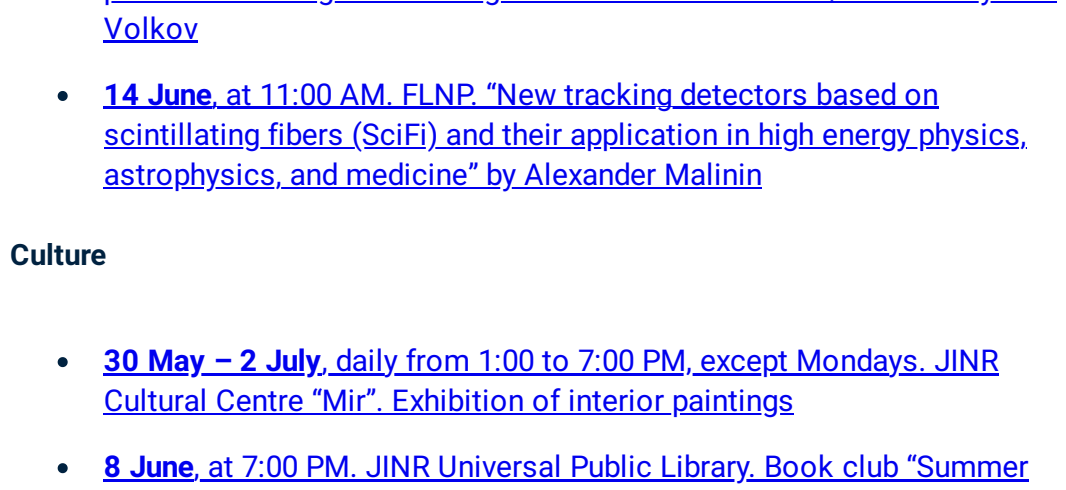 Volkov
14 June, at 11:00 AM. FLNP. “New tracking detectors based on
scintillating fibers (SciFi) and their application in high energy physics,
astrophysics, and medicine” by Alexander Malinin
Culture
30 May – 2 July, daily from 1:00 to 7:00 PM, except Mondays. JINR
Cultural Centre “Mir”. Exhibition of interior paintings
8 June, at 7:00 PM. JINR Universal Public Library. Book club “Summer